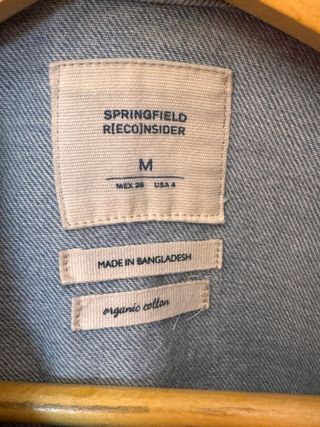 SPRINGFIELD
R[ECO]NSIDER
M
MEX 26 USA 4
MADE IN BANGLADESH
organic cotton